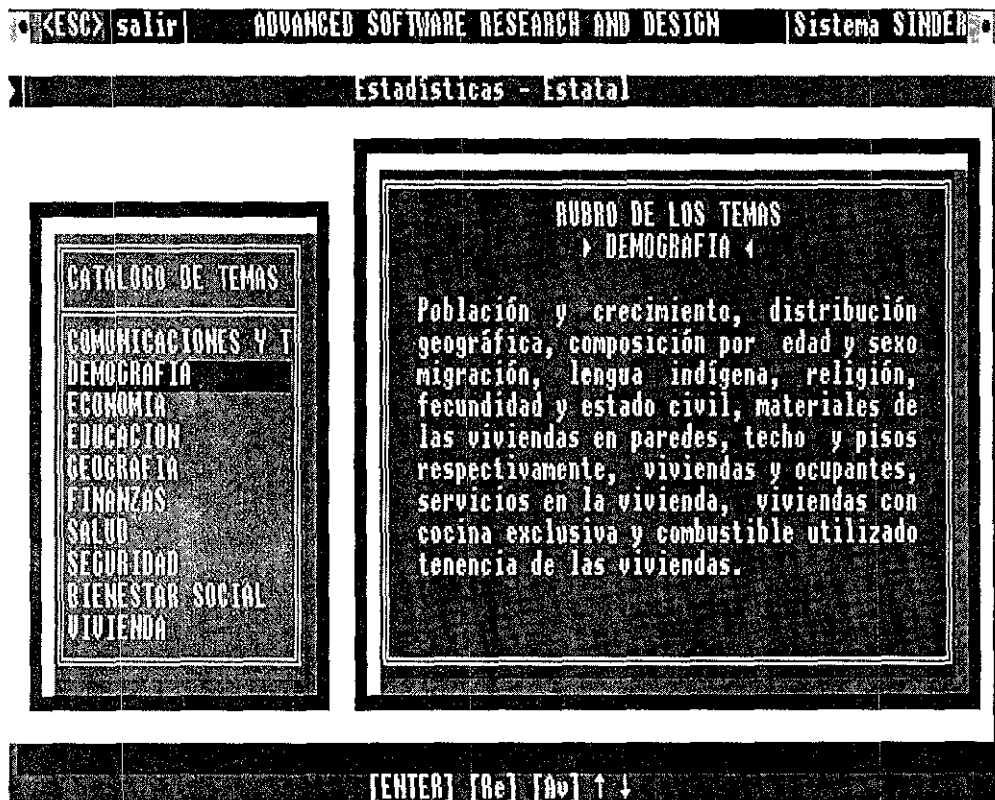 <ESC> salir| ADVANCED SOFTWARE RESEARCH AND DESIGN |Sistema SINDER
Estadísticas - Estatal
CATALOGO DE TEMAS
COMUNICACIONES Y T
DEMOGRAFIA
ECONOMIA
EDUCACION
GEOGRAFIA
FINANZAS
SALUD
SEGURIDAD
BIENESTAR SOCIAL
VIVIENDA
RUBRO DE LOS TEMAS
▶ DEMOGRAFIA ◀
Población y crecimiento, distribución
geográfica, composición por edad y sexo
migración, lengua indígena, religión,
fecundidad y estado civil, materiales de
las viviendas en paredes, techo y pisos
respectivamente, viviendas y ocupantes,
servicios en la vivienda, viviendas con
cocina exclusiva y combustible utilizado
tenencia de las viviendas.
[ENTER] [Re] [Av] ↑ ↓